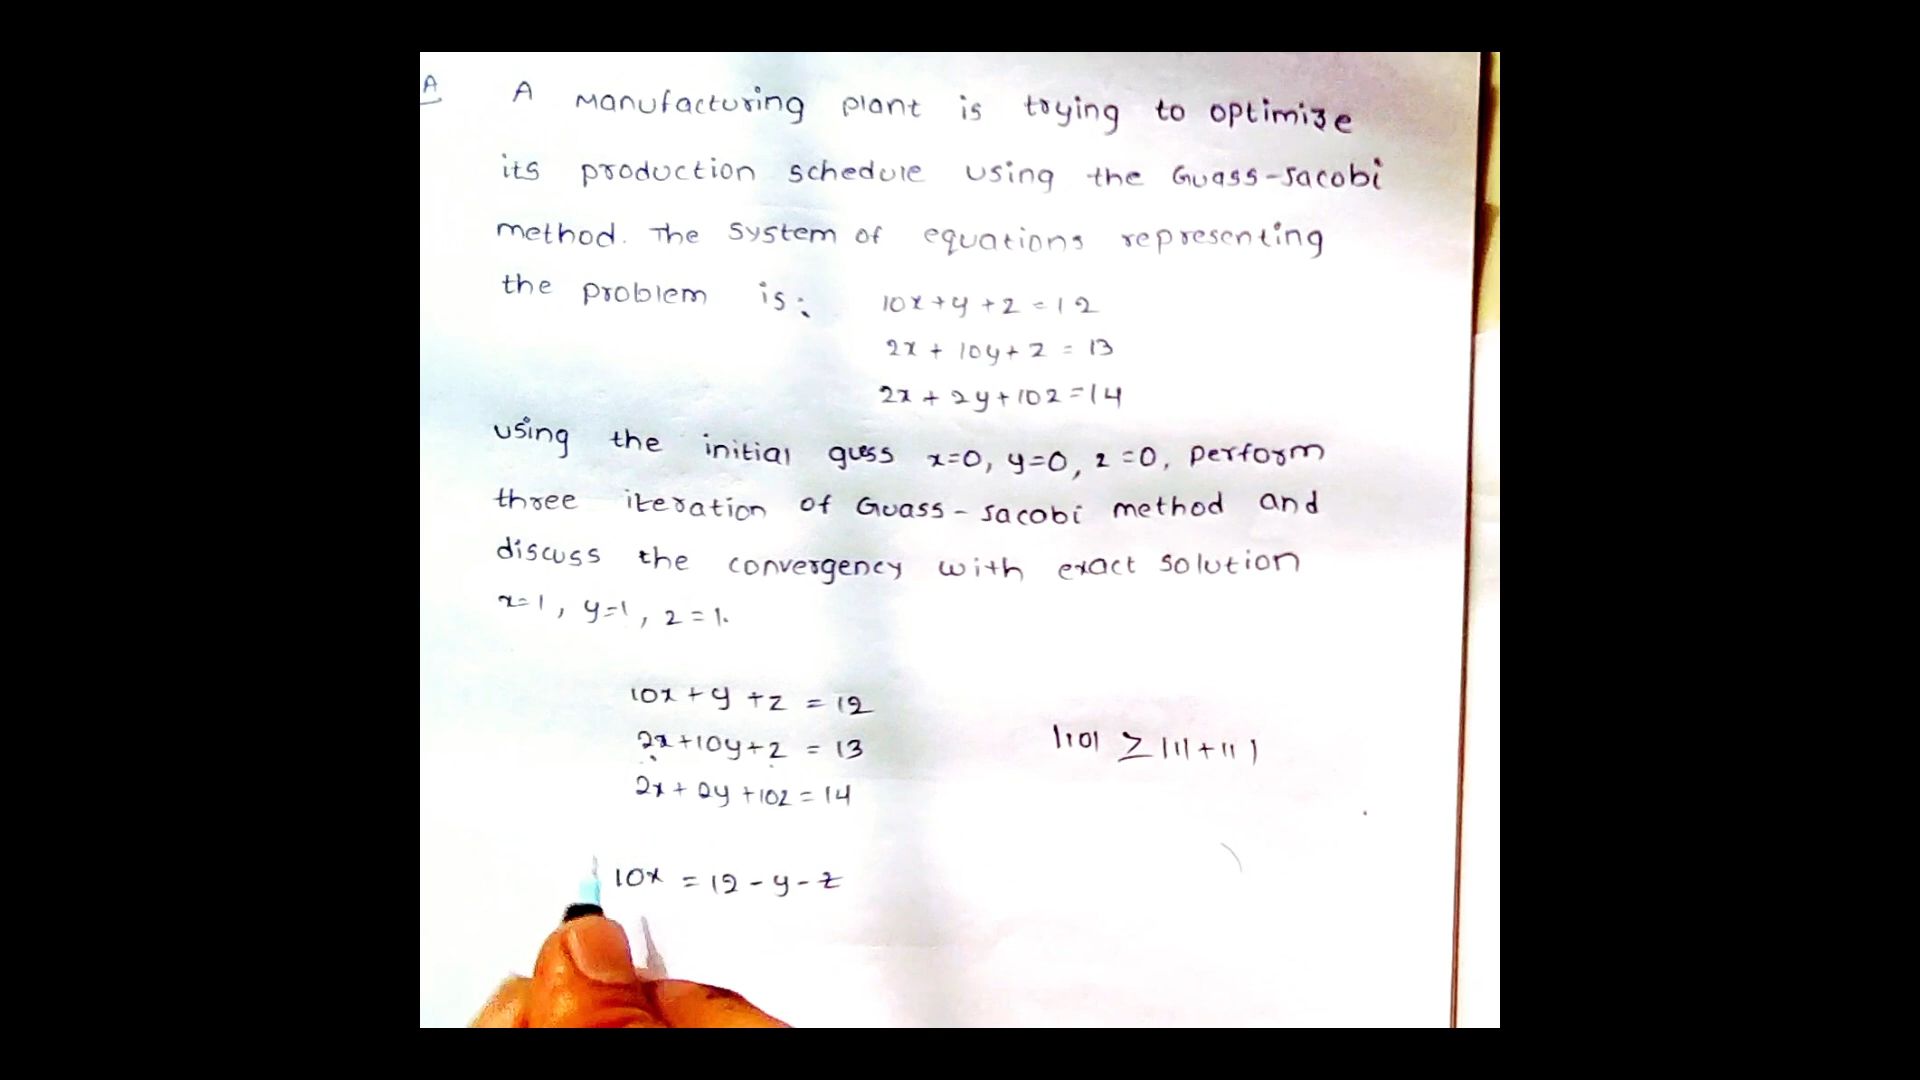 A
A manufacturing plant is trying to optimize
its production schedule using the Guass-Jacobi
method. The system of equations representing
the problem is:
10x+y+z=12
2x+10y+z=13
2x+2y+10z=14
using the initial guess x=0, y=0, z=0, perform
three iteration of Guass-Jacobi method and
discuss the convergency with exact solution
x=1, y=1, z=1.
10x+y+z=12
2x+10y+z=13
|10| ≥ |1|+|1|
2x+2y+10z=14
10x = 12-y-z